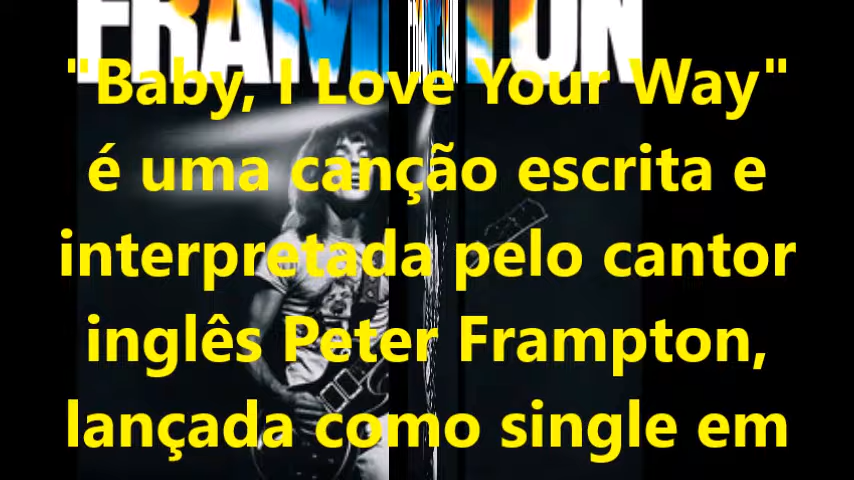 FRAMPTON
"Baby, I Love Your Way"
é uma canção escrita e
interpretada pelo cantor
inglês Peter Frampton,
lançada como single em